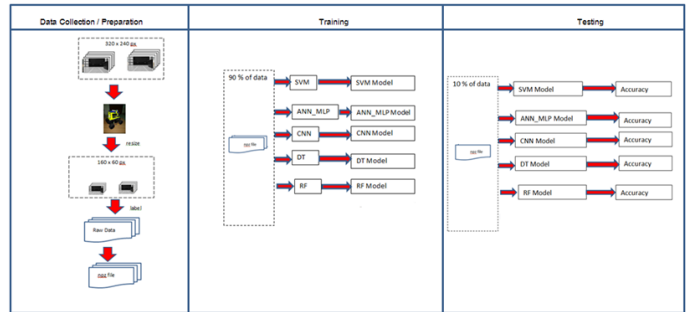 Data Collection / Preparation
320 x 240 px
resize
160 x 60 px
label
Raw Data
npz file
Training
90 % of data
npz file
SVM
SVM Model
ANN_MLP
ANN_MLP Model
CNN
CNN Model
DT
DT Model
RF
RF Model
Testing
10 % of data
npz file
SVM Model
Accuracy
ANN_MLP Model
Accuracy
CNN Model
Accuracy
DT Model
Accuracy
RF Model
Accuracy